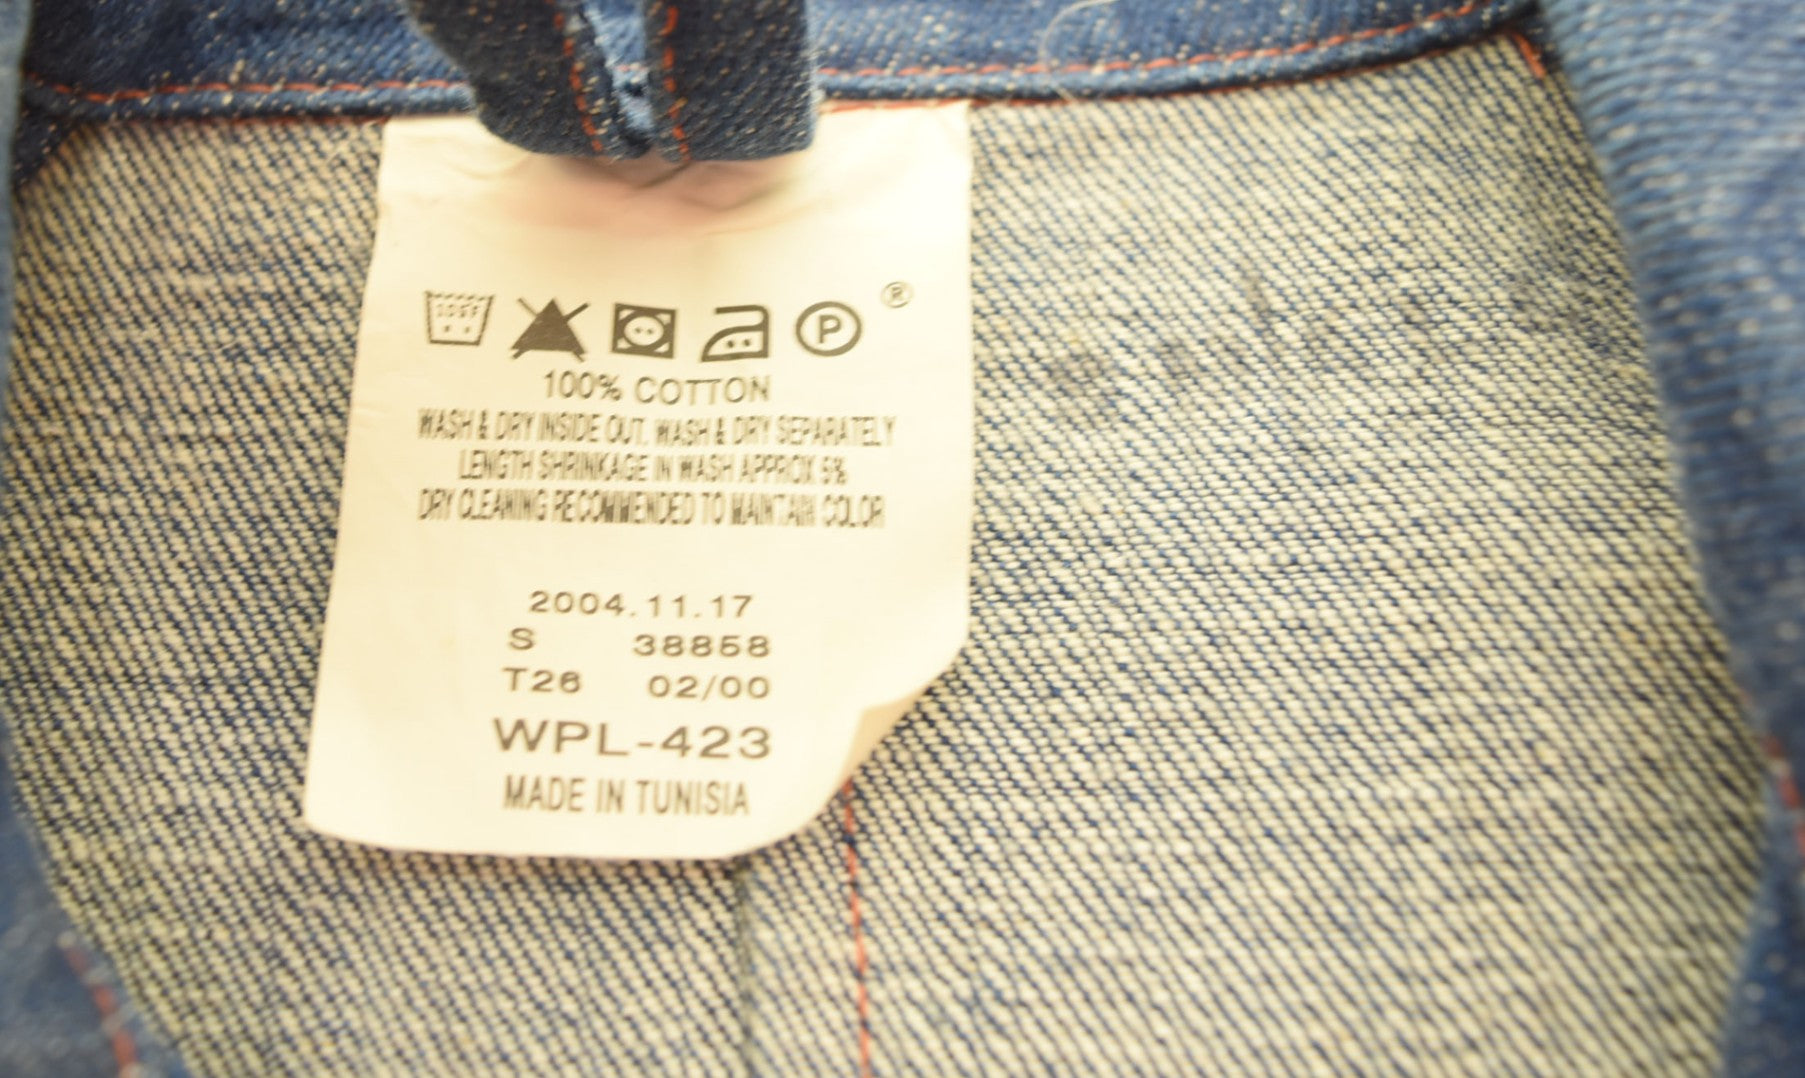 105F P ®
100% COTTON
WASH & DRY INSIDE OUT. WASH & DRY SEPARATELY
LENGTH SHRINKAGE IN WASH APPROX 5%
DRY CLEANING RECOMMENDED TO MAINTAIN COLOR
2004.11.17
S 38858
T26 02/00
WPL-423
MADE IN TUNISIA